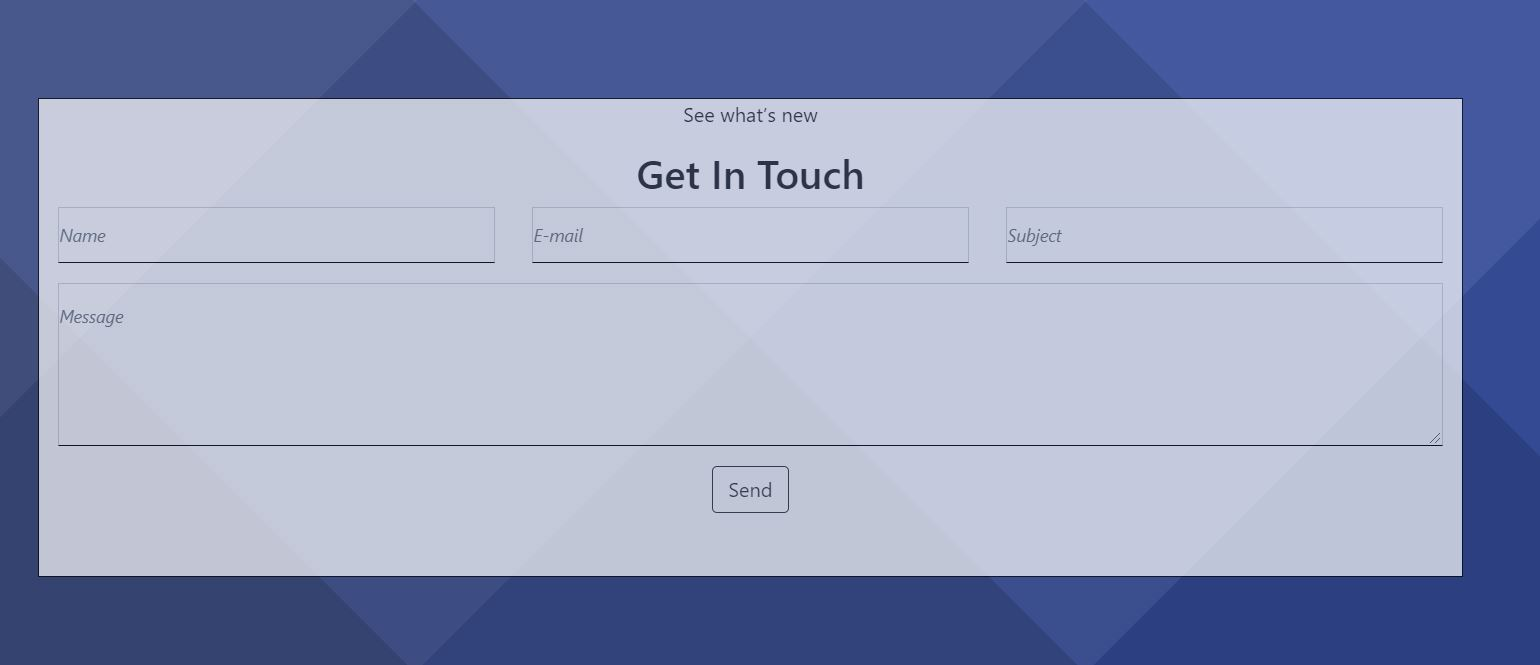 See what's new
Get In Touch
Name
E-mail
Subject
Message
Send